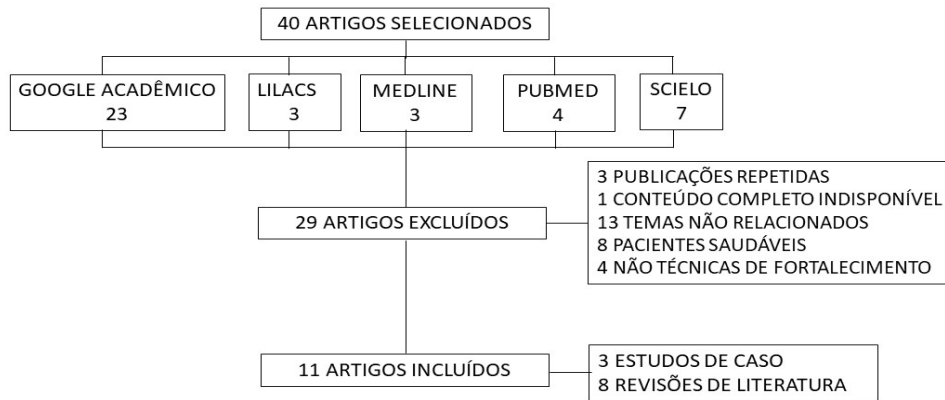 40 ARTIGOS SELECIONADOS
GOOGLE ACADÊMICO
23
LILACS
3
MEDLINE
3
PUBMED
4
SCIELO
7
29 ARTIGOS EXCLUÍDOS
3 PUBLICAÇÕES REPETIDAS
1 CONTEÚDO COMPLETO INDISPONÍVEL
13 TEMAS NÃO RELACIONADOS
8 PACIENTES SAUDÁVEIS
4 NÃO TÉCNICAS DE FORTALECIMENTO
11 ARTIGOS INCLUÍDOS
3 ESTUDOS DE CASO
8 REVISÕES DE LITERATURA